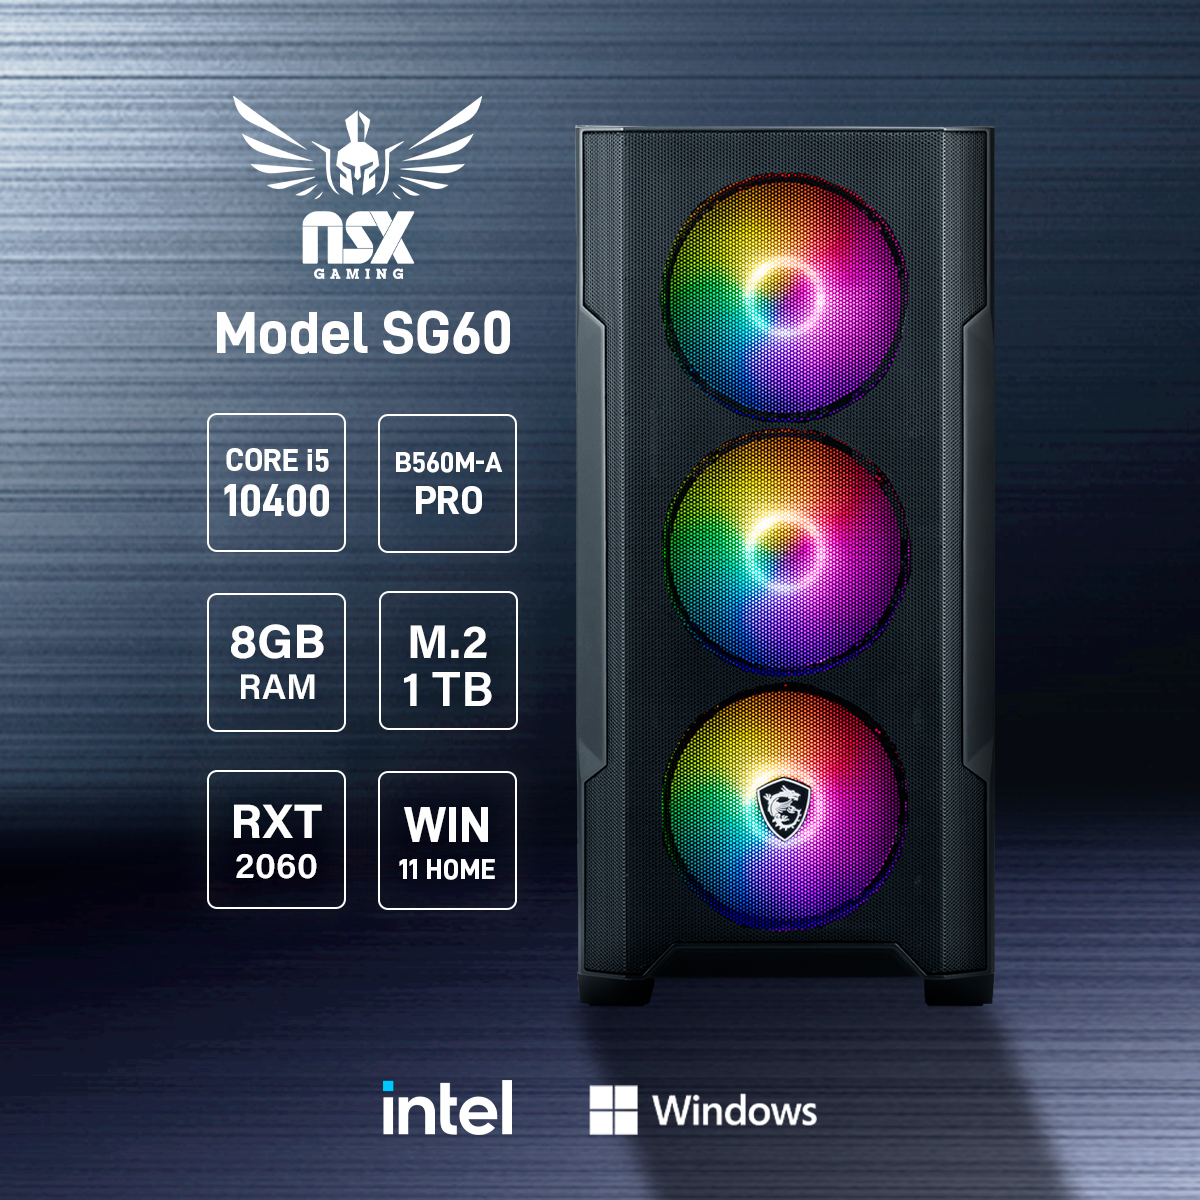 NSX
GAMING
Model SG60
CORE i5
10400
B560M-A
PRO
8GB
RAM
M.2
1 TB
RXT
2060
WIN
11 HOME
intel
Windows